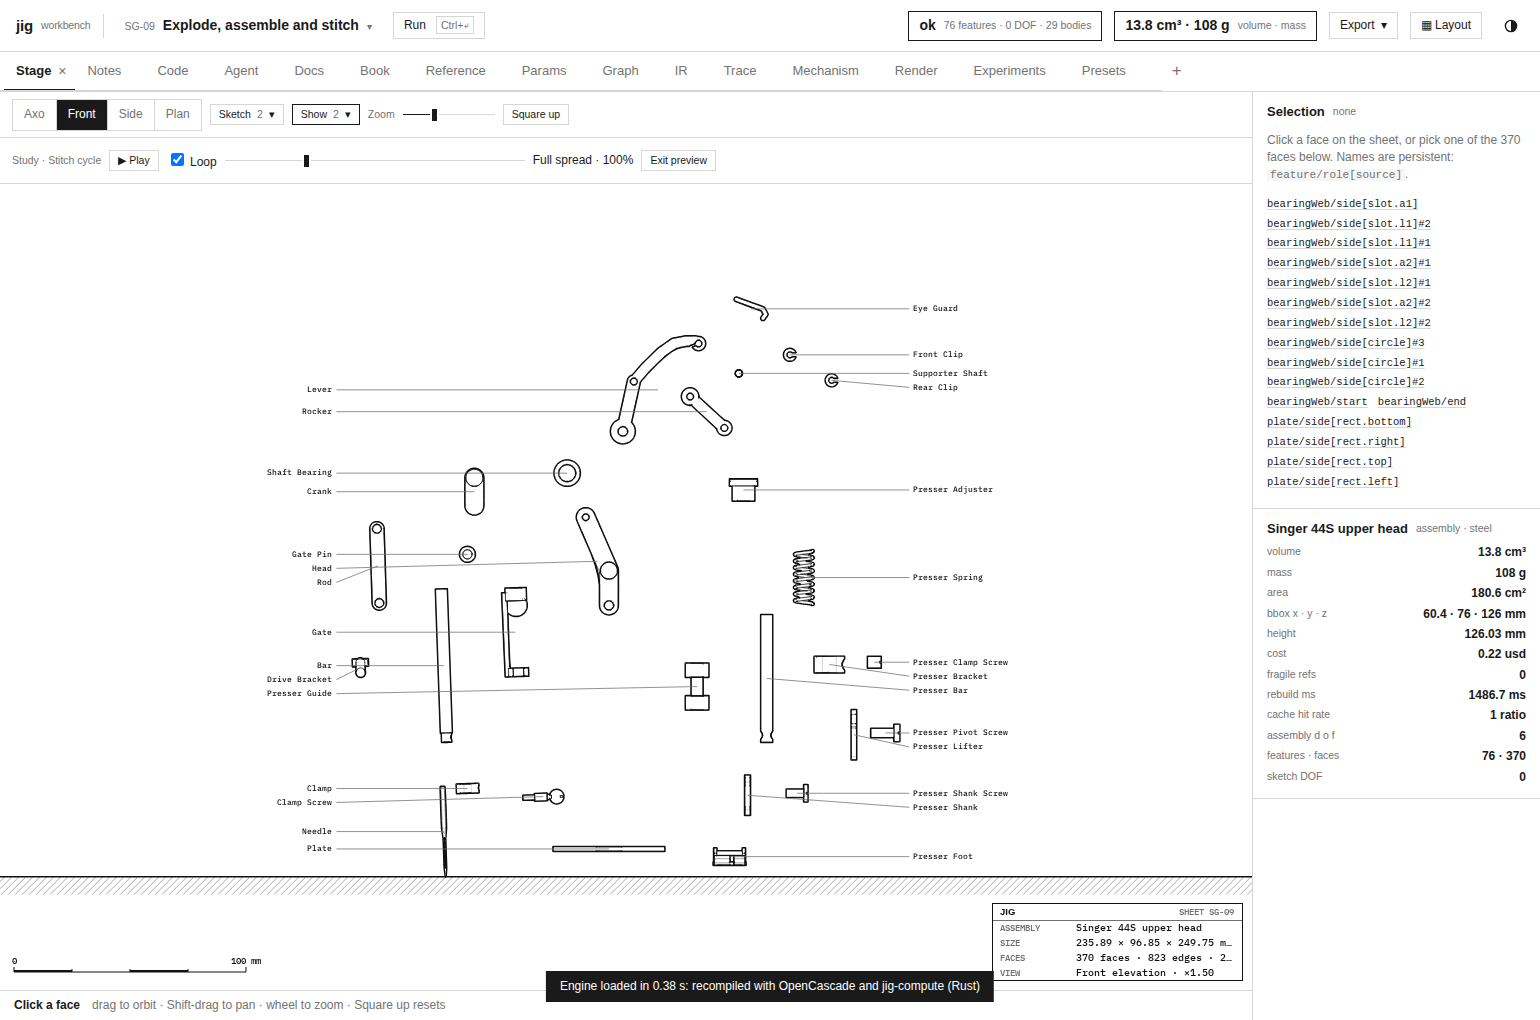 jig workbench SG-09 Explode, assemble and stitch ▾ Run Ctrl+↲ ok 76 features · 0 DOF · 29 bodies 13.8 cm³ · 108 g volume · mass Export ▾ ▦ Layout
Stage × Notes Code Agent Docs Book Reference Params Graph IR Trace Mechanism Render Experiments Presets +
Axo Front Side Plan Sketch 2 ▾ Show 2 ▾ Zoom Square up
Study · Stitch cycle ▶ Play Loop Full spread · 100% Exit preview
Eye Guard
Front Clip
Supporter Shaft
Rear Clip
Lever
Rocker
Shaft Bearing
Crank
Presser Adjuster
Gate Pin
Head
Rod
Presser Spring
Gate
Bar
Drive Bracket
Presser Guide
Presser Clamp Screw
Presser Bracket
Presser Bar
Presser Pivot Screw
Presser Lifter
Clamp
Clamp Screw
Presser Shank Screw
Presser Shank
Needle
Plate
Presser Foot
0 100 mm
JIG SHEET SG-09
ASSEMBLY Singer 44S upper head
SIZE 235.89 × 96.85 × 249.75 m…
FACES 370 faces · 823 edges · 2…
VIEW Front elevation · ×1.50
Engine loaded in 0.38 s: recompiled with OpenCascade and jig-compute (Rust)
Click a face drag to orbit · Shift-drag to pan · wheel to zoom · Square up resets
Selection none
Click a face on the sheet, or pick one of the 370
faces below. Names are persistent:
feature/role[source].
bearingWeb/side[slot.a1]
bearingWeb/side[slot.l1]#2
bearingWeb/side[slot.l1]#1
bearingWeb/side[slot.a2]#1
bearingWeb/side[slot.l2]#1
bearingWeb/side[slot.a2]#2
bearingWeb/side[slot.l2]#2
bearingWeb/side[circle]#3
bearingWeb/side[circle]#1
bearingWeb/side[circle]#2
bearingWeb/start bearingWeb/end
plate/side[rect.bottom]
plate/side[rect.right]
plate/side[rect.top]
plate/side[rect.left]
Singer 44S upper head assembly · steel
volume 13.8 cm³
mass 108 g
area 180.6 cm²
bbox x · y · z 60.4 · 76 · 126 mm
height 126.03 mm
cost 0.22 usd
fragile refs 0
rebuild ms 1486.7 ms
cache hit rate 1 ratio
assembly d o f 6
features · faces 76 · 370
sketch DOF 0